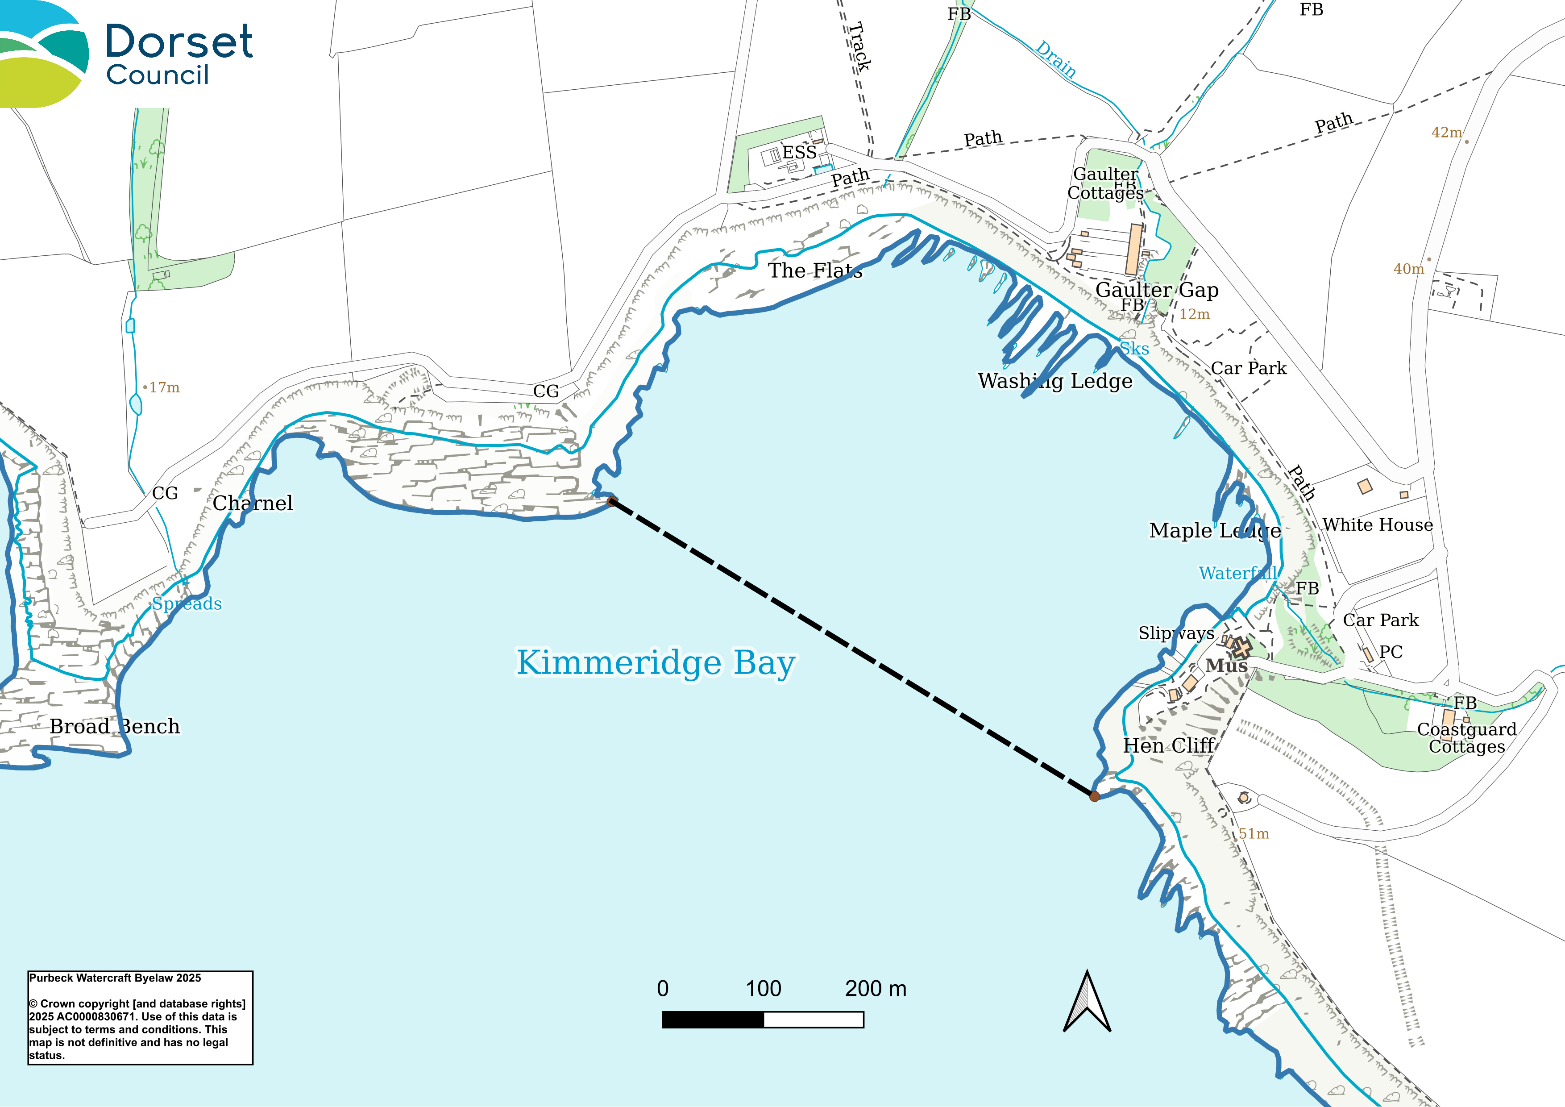 Dorset
Council
FB
FB
Track
Drain
Path
Path
42m
ESS
Path
Gaulter
Cottages
FB
40m
The Flats
Gaulter Gap
FB
12m
Sks
Car Park
Washing Ledge
17m
CG
CG
Charnel
Path
White House
Maple Ledge
Waterfall
FB
Spreads
Car Park
Slipways
PC
Mus
Kimmeridge Bay
FB
Broad Bench
Coastguard
Cottages
Hen Cliff
51m
Purbeck Watercraft Byelaw 2025
© Crown copyright [and database rights]
2025 AC0000830671. Use of this data is
subject to terms and conditions. This
map is not definitive and has no legal
status.
0 100 200 m